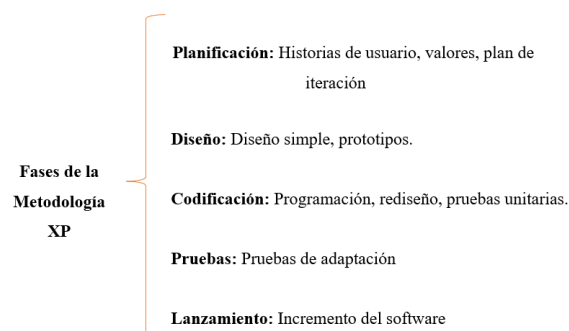 Fases de la
Metodología
XP
Planificación: Historias de usuario, valores, plan de
iteración
Diseño: Diseño simple, prototipos.
Codificación: Programación, rediseño, pruebas unitarias.
Pruebas: Pruebas de adaptación
Lanzamiento: Incremento del software